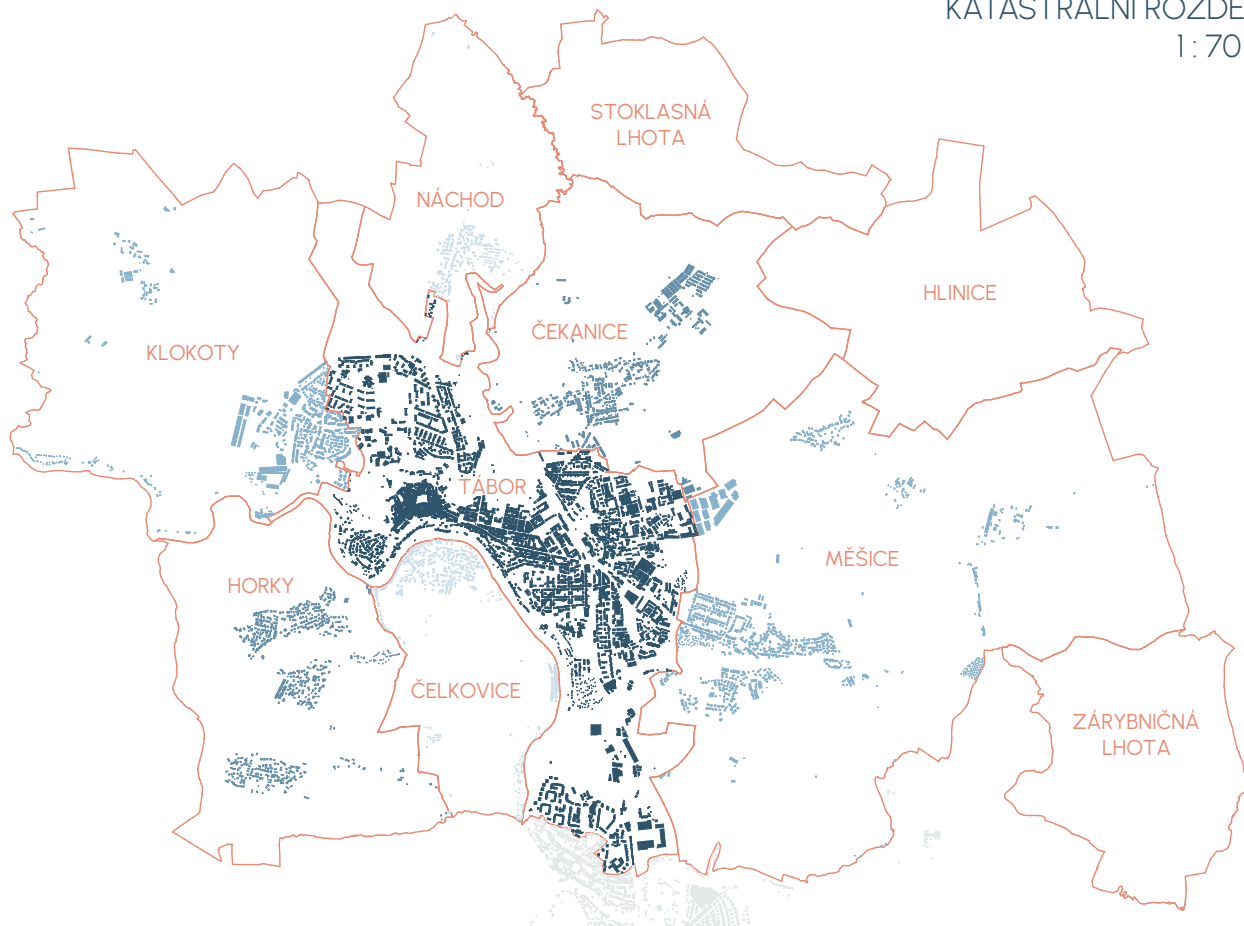 KATASTRÁLNÍ ROZDĚ
1 : 70
STOKLASNÁ
LHOTA
NÁCHOD
HLINICE
ČEKANICE
KLOKOTY
TÁBOR
MĚŠICE
HORKY
ČELKOVICE
ZÁRYBNIČNÁ
LHOTA